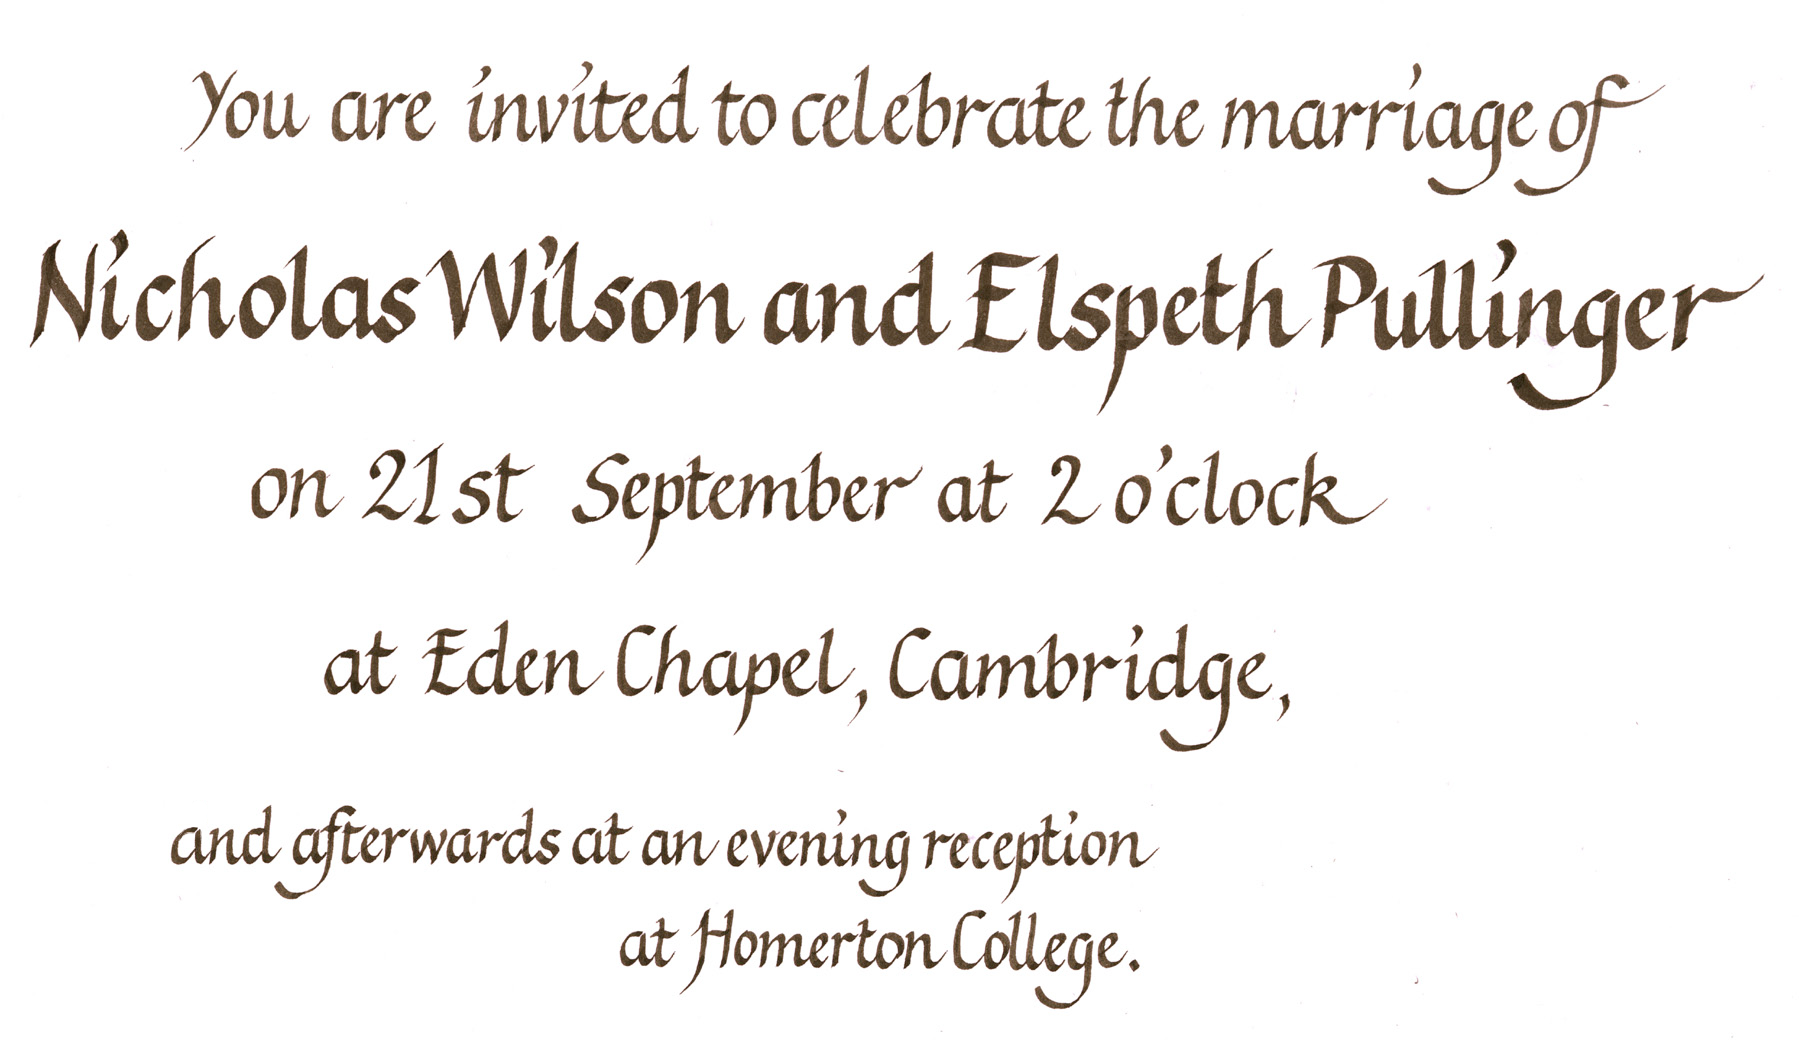 You are invited to celebrate the marriage of
Nicholas Wilson and Elspeth Pullinger
on 21st September at 2 o'clock
at Eden Chapel, Cambridge,
and afterwards at an evening reception
at Homerton College.